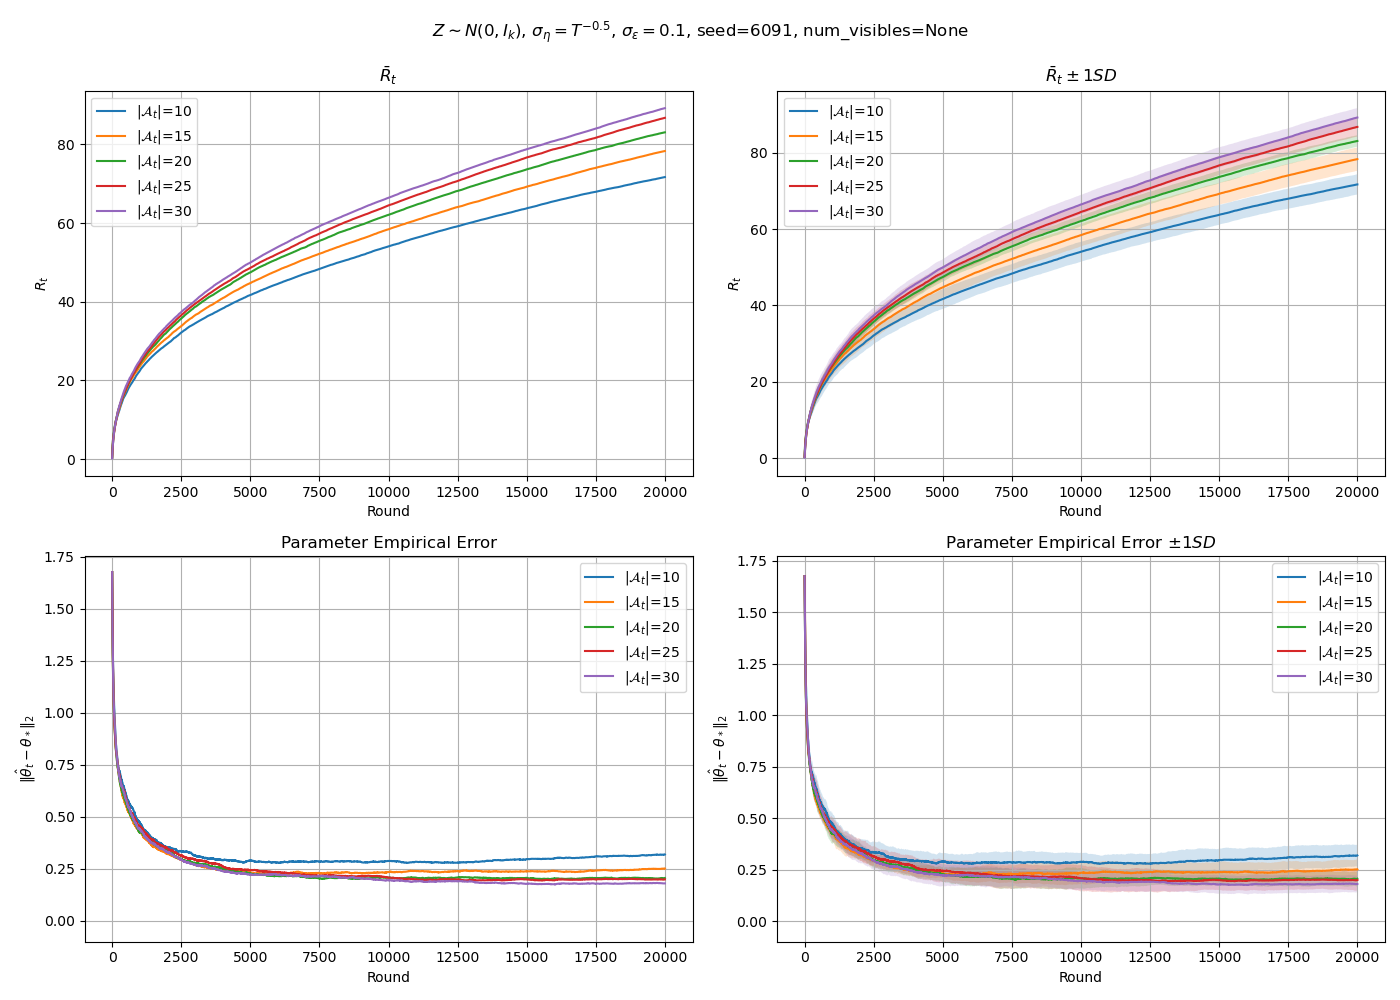 Z ∼ N(0, I_k), σ_η = T^{−0.5}, σ_ε = 0.1, seed=6091, num_visibles=None
R̄_t
R_t
80
60
40
20
0
|𝒜_t|=10
|𝒜_t|=15
|𝒜_t|=20
|𝒜_t|=25
|𝒜_t|=30
0 2500 5000 7500 10000 12500 15000 17500 20000
Round
R̄_t ± 1SD
R_t
80
60
40
20
0
|𝒜_t|=10
|𝒜_t|=15
|𝒜_t|=20
|𝒜_t|=25
|𝒜_t|=30
0 2500 5000 7500 10000 12500 15000 17500 20000
Round
Parameter Empirical Error
‖θ̂_t − θ_*‖_2
1.75
1.50
1.25
1.00
0.75
0.50
0.25
0.00
|𝒜_t|=10
|𝒜_t|=15
|𝒜_t|=20
|𝒜_t|=25
|𝒜_t|=30
0 2500 5000 7500 10000 12500 15000 17500 20000
Round
Parameter Empirical Error ±1SD
‖θ̂_t − θ_*‖_2
1.75
1.50
1.25
1.00
0.75
0.50
0.25
0.00
|𝒜_t|=10
|𝒜_t|=15
|𝒜_t|=20
|𝒜_t|=25
|𝒜_t|=30
0 2500 5000 7500 10000 12500 15000 17500 20000
Round